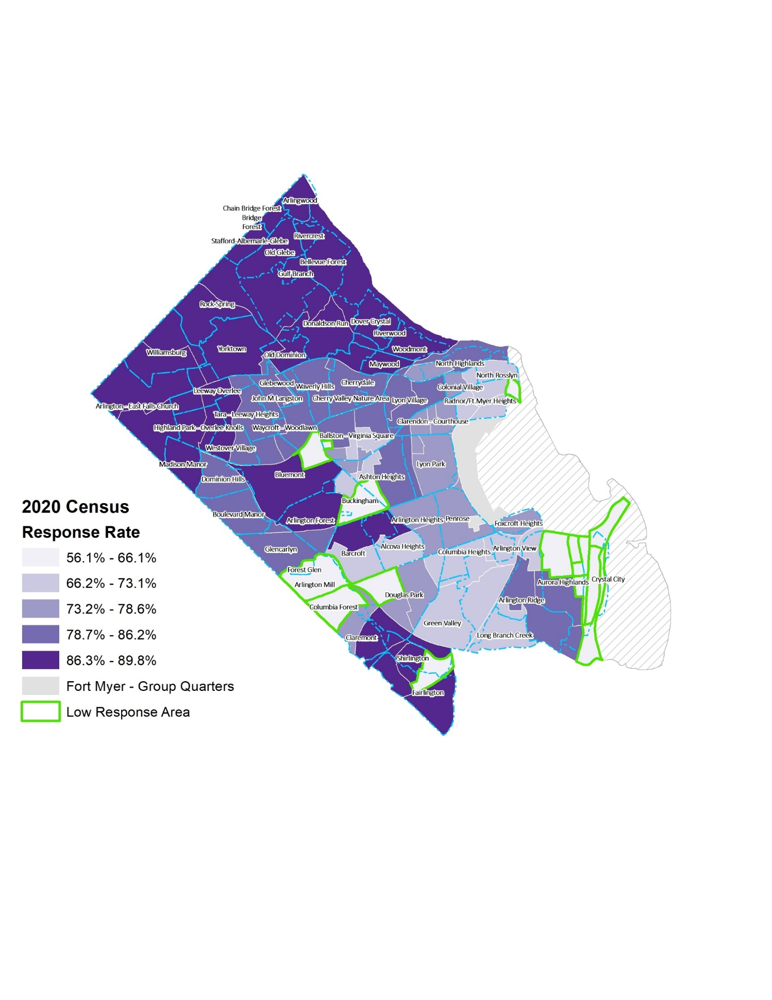 Arlingwood
Chain Bridge Forest
Bridge
Forest
Rivercrest
Stafford-Albemarle-Glebe
Old Glebe
Bellevue Forest
Gulf Branch
Rock Spring
Donaldson Run
Dover Crystal
Riverwood
Williamsburg
Yorktown
Woodmont
Old Dominion
Maywood
North Highlands
North Rosslyn
Glebewood
Waverly Hills
Cherrydale
Colonial Village
Leeway Overlee
John M Langston
Cherry Valley Nature Area
Lyon Village
Radnor/Ft.Myer Heights
Arlington - East Falls Church
Tara - Leeway Heights
Clarendon - Courthouse
Highland Park - Overlee Knolls
Waycroft - Woodlawn
Ballston - Virginia Square
Westover Village
Madison Manor
Lyon Park
Dominion Hills
Bluemont
Ashton Heights
Buckingham
Boulevard Manor
Arlington Forest
Arlington Heights
Penrose
Foxcroft Heights
Glencarlyn
Barcroft
Alcova Heights
Columbia Heights
Arlington View
Forest Glen
Arlington Mill
Aurora Highlands
Crystal City
Douglas Park
Arlington Ridge
Columbia Forest
Green Valley
Claremont
Long Branch Creek
Shirlington
Fairlington
2020 Census
Response Rate
56.1% - 66.1%
66.2% - 73.1%
73.2% - 78.6%
78.7% - 86.2%
86.3% - 89.8%
Fort Myer - Group Quarters
Low Response Area